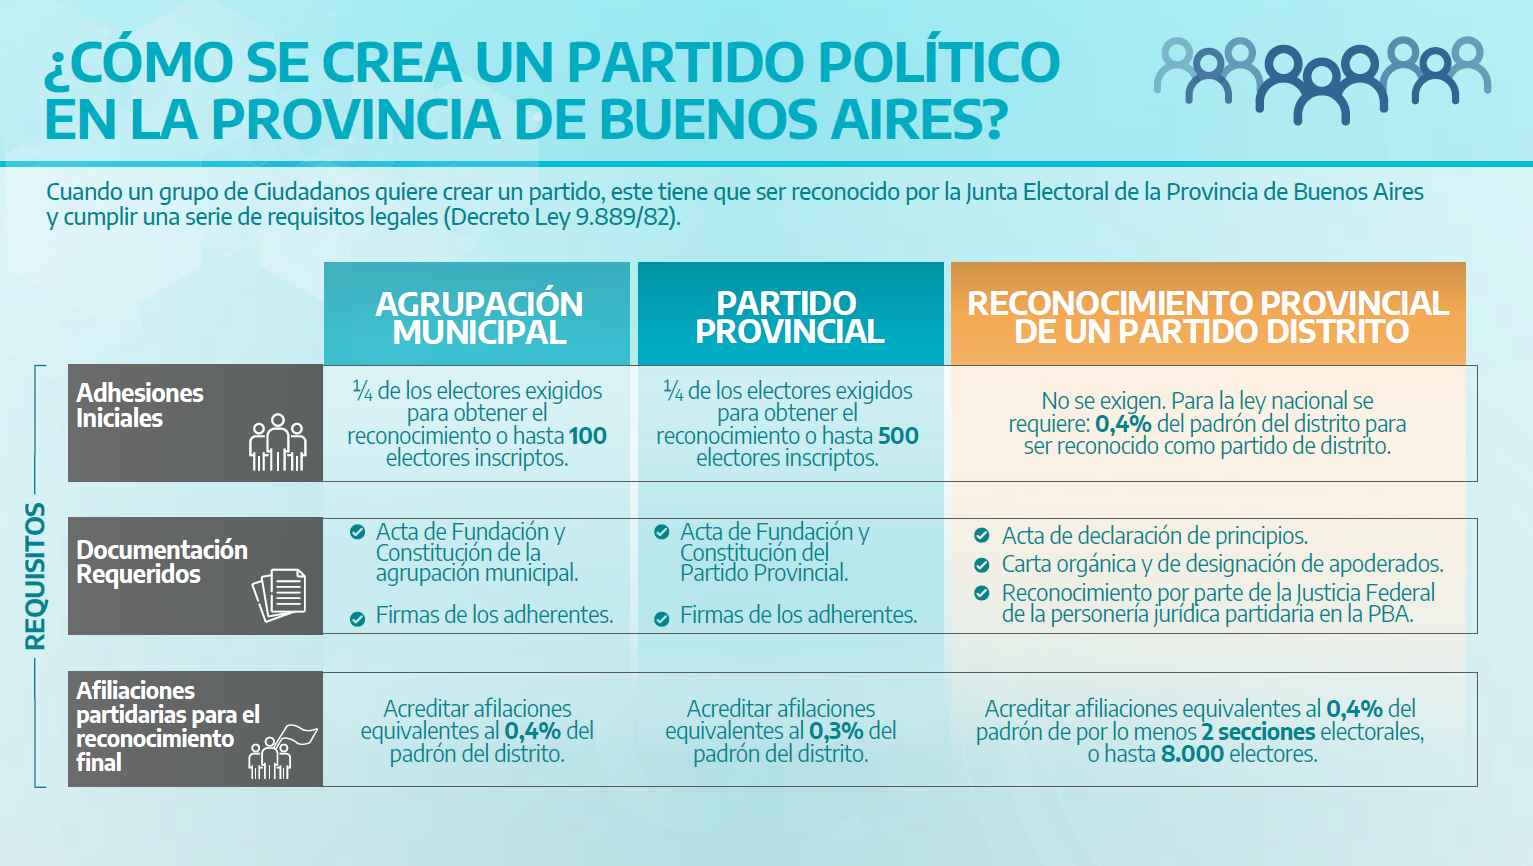 ¿CÓMO SE CREA UN PARTIDO POLÍTICO
EN LA PROVINCIA DE BUENOS AIRES?
Cuando un grupo de Ciudadanos quiere crear un partido, este tiene que ser reconocido por la Junta Electoral de la Provincia de Buenos Aires
y cumplir una serie de requisitos legales (Decreto Ley 9.889/82).
AGRUPACIÓN
MUNICIPAL
PARTIDO
PROVINCIAL
RECONOCIMIENTO PROVINCIAL
DE UN PARTIDO DISTRITO
REQUISITOS
Adhesiones
Iniciales
¼ de los electores exigidos
para obtener el
reconocimiento o hasta 100
electores inscriptos.
¼ de los electores exigidos
para obtener el
reconocimiento o hasta 500
electores inscriptos.
No se exigen. Para la ley nacional se
requiere: 0,4% del padrón del distrito para
ser reconocido como partido de distrito.
Documentación
Requeridos
Acta de Fundación y
Constitución de la
agrupación municipal.
Firmas de los adherentes.
Acta de Fundación y
Constitución del
Partido Provincial.
Firmas de los adherentes.
Acta de declaración de principios.
Carta orgánica y de designación de apoderados.
Reconocimiento por parte de la Justicia Federal
de la personería jurídica partidaria en la PBA.
Afiliaciones
partidarias para el
reconocimiento
final
Acreditar afilaciones
equivalentes al 0,4% del
padrón del distrito.
Acreditar afilaciones
equivalentes al 0,3% del
padrón del distrito.
Acreditar afiliaciones equivalentes al 0,4% del
padrón de por lo menos 2 secciones electorales,
o hasta 8.000 electores.